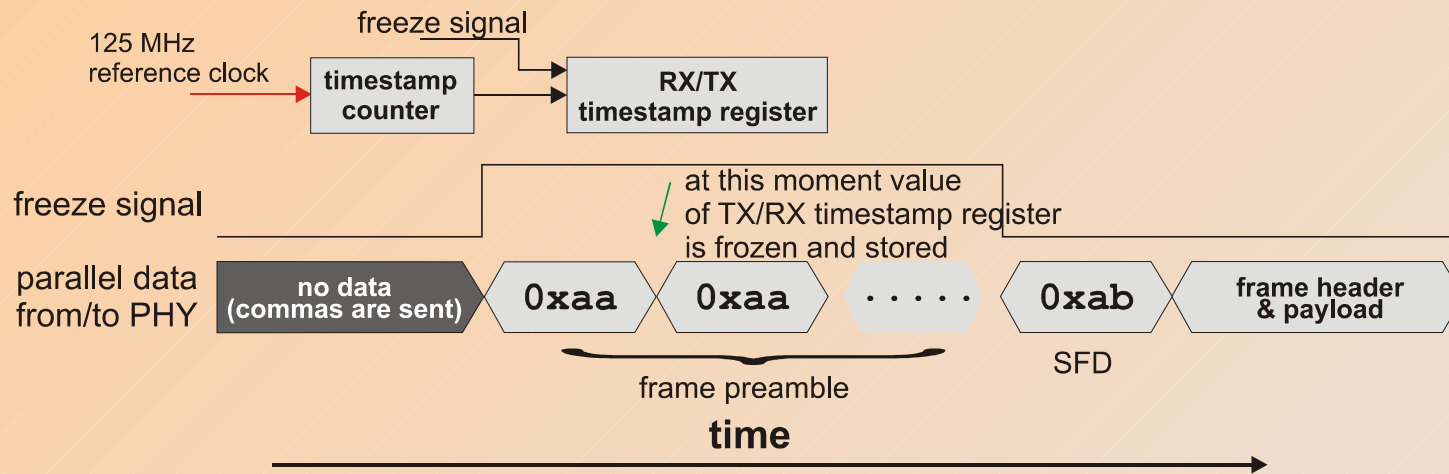 freeze signal
125 MHz
reference clock
timestamp
counter
RX/TX
timestamp register
freeze signal
at this moment value
of TX/RX timestamp register
is frozen and stored
parallel data
from/to PHY
no data
(commas are sent)
0xaa
0xaa
.....
0xab
frame header
& payload
frame preamble
SFD
time